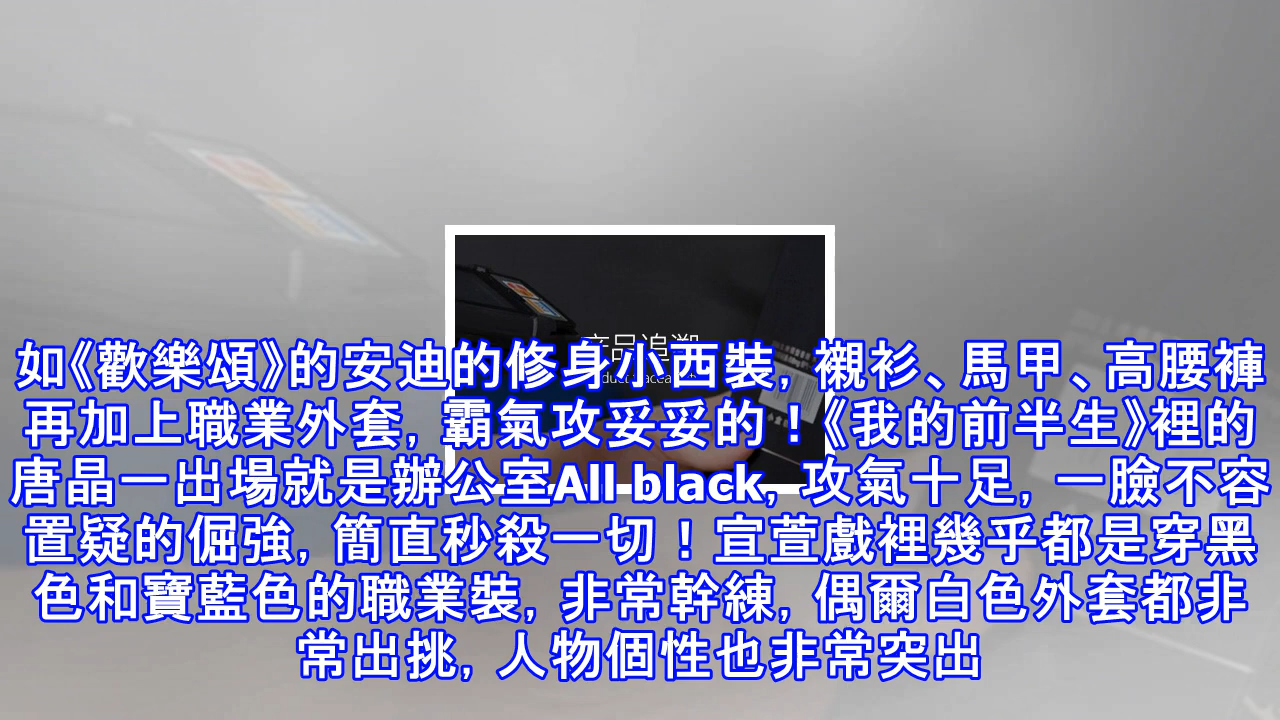 产品追溯
如《歡樂頌》的安迪的修身小西裝, 襯衫、馬甲、高腰褲
再加上職業外套, 霸氣攻妥妥的！《我的前半生》裡的
唐晶一出場就是辦公室All black, 攻氣十足, 一臉不容
置疑的倔強, 簡直秒殺一切！宣萱戲裡幾乎都是穿黑
色和寶藍色的職業裝, 非常幹練, 偶爾白色外套都非
常出挑, 人物個性也非常突出